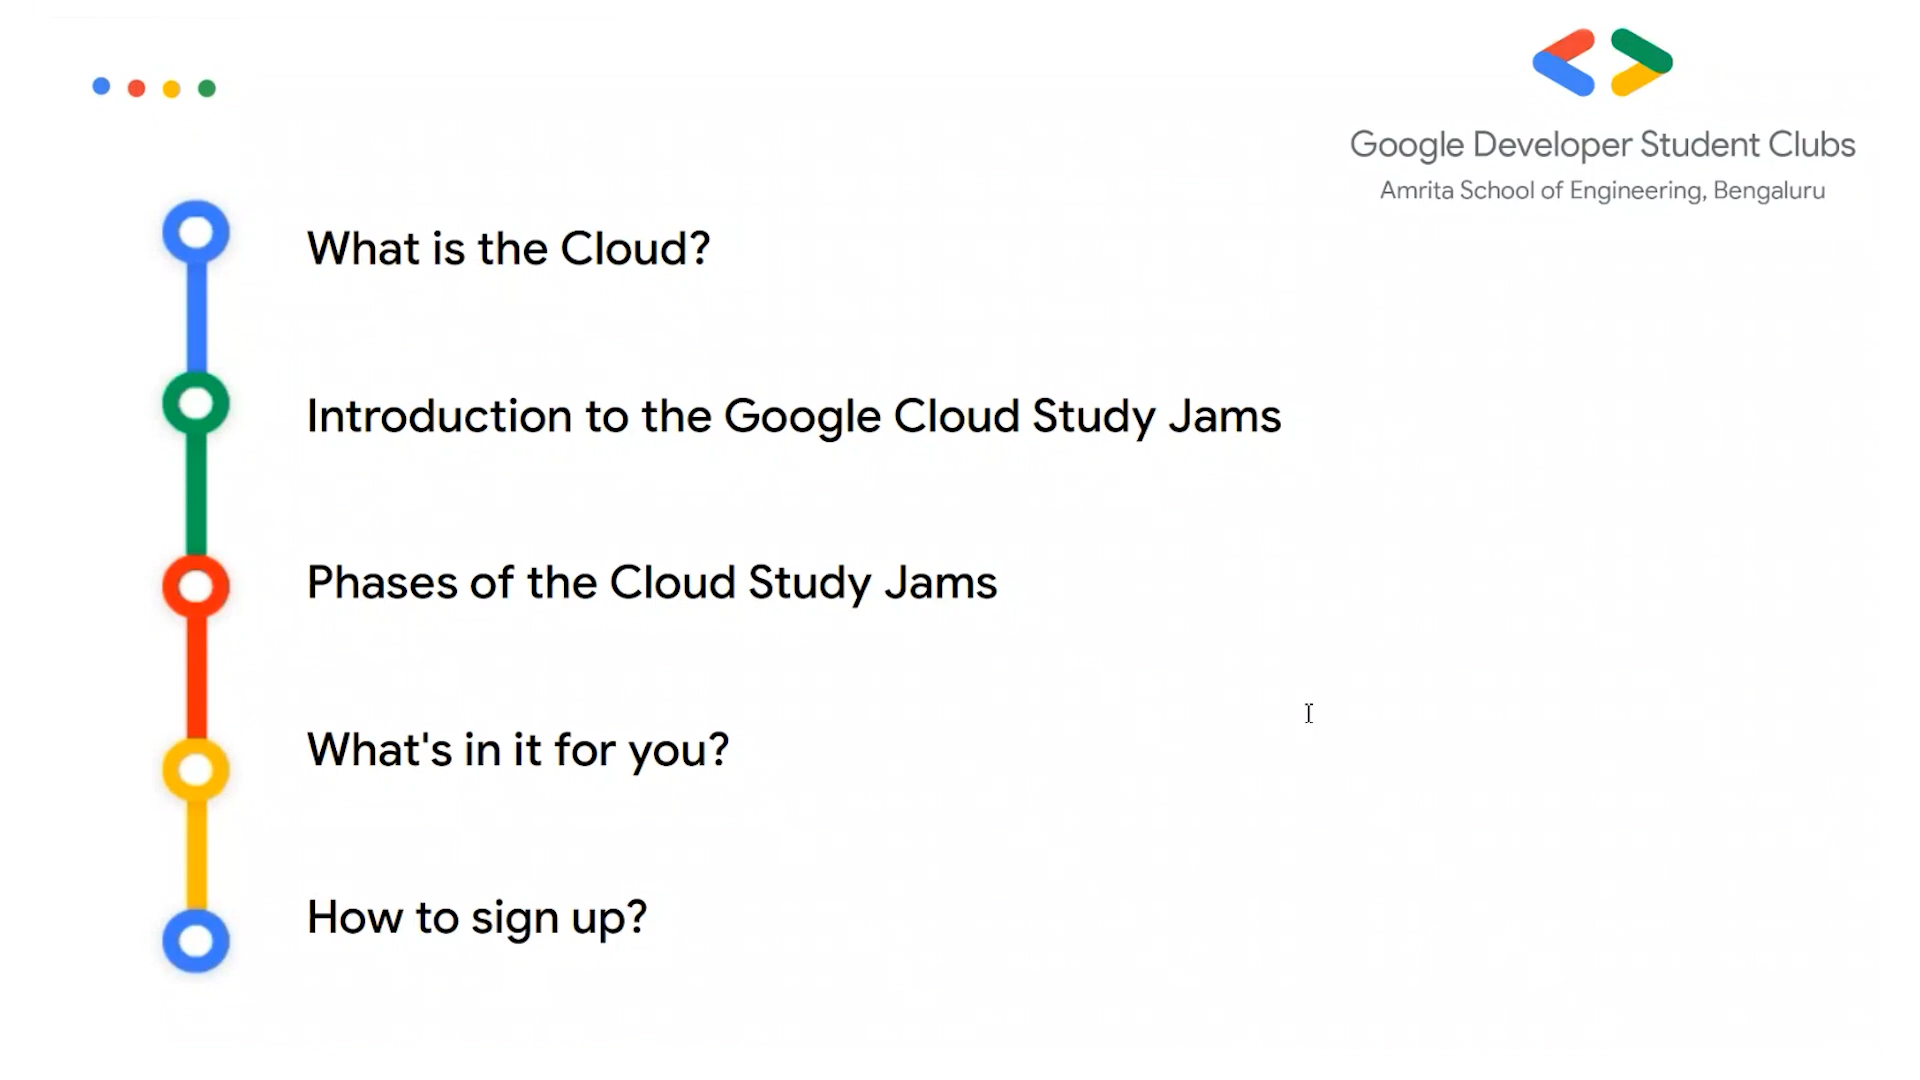 Google Developer Student Clubs
Amrita School of Engineering, Bengaluru
What is the Cloud?
Introduction to the Google Cloud Study Jams
Phases of the Cloud Study Jams
What's in it for you?
How to sign up?